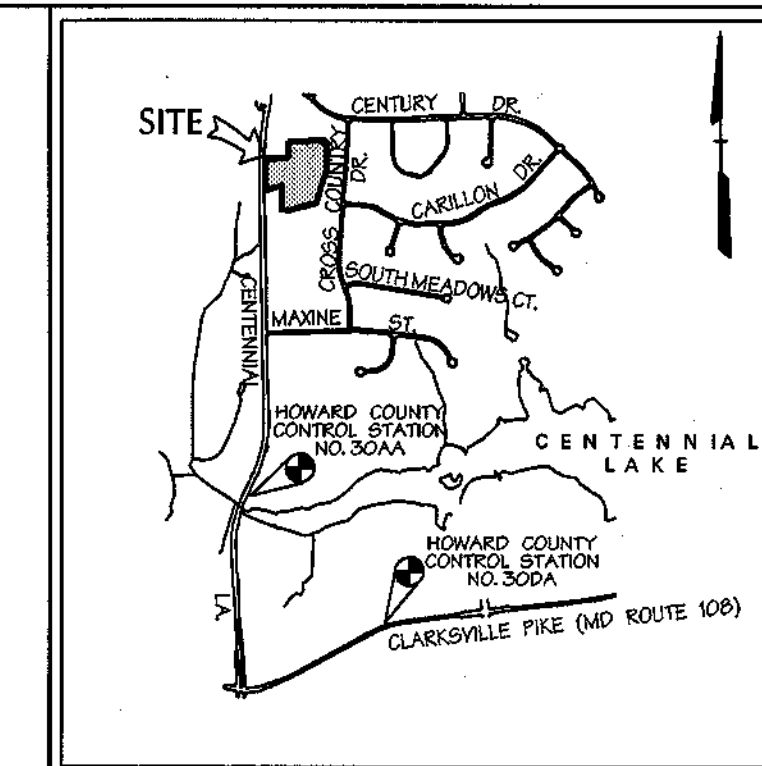 SITE
CENTURY DR.
CROSS COUNTRY DR.
CARILLON DR.
SOUTH MEADOWS CT.
CENTENNIAL LA.
MAXINE ST.
HOWARD COUNTY
CONTROL STATION
NO. 30AA
CENTENNIAL
LAKE
HOWARD COUNTY
CONTROL STATION
NO. 30DA
CLARKSVILLE PIKE (MD ROUTE 108)